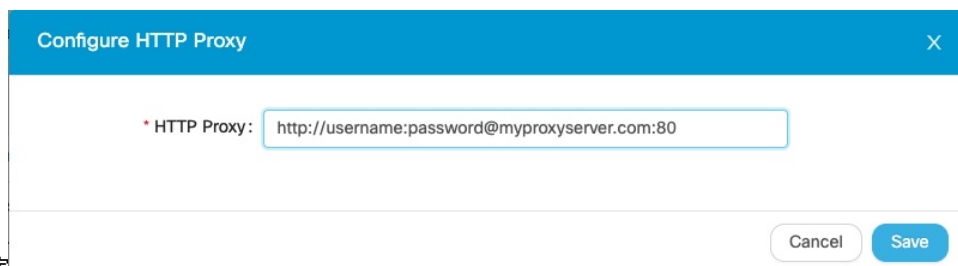 Configure HTTP Proxy X
* HTTP Proxy: http://username:password@myproxyserver.com:80
Cancel Save